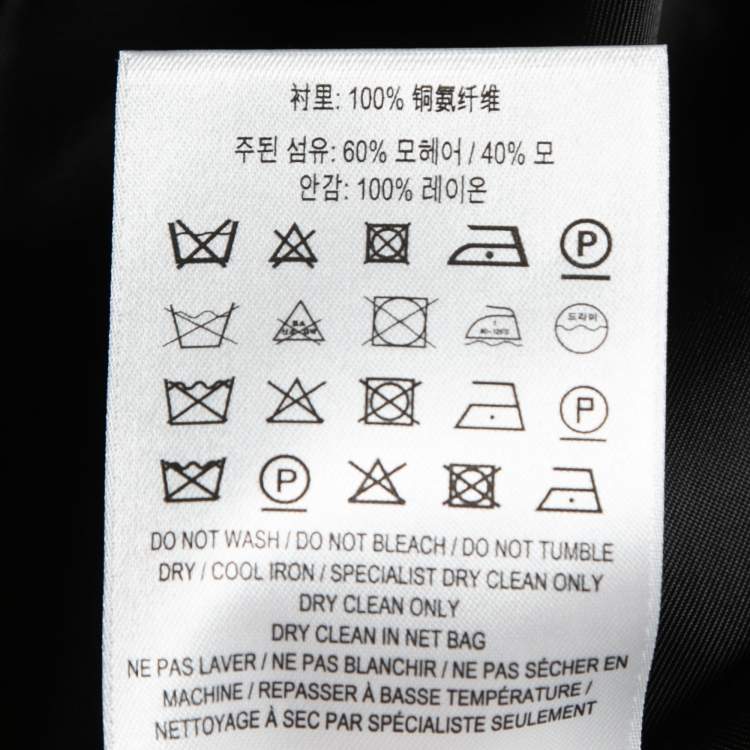 衬里: 100% 铜氨纤维
주된 섬유: 60% 모헤어 / 40% 모
안감: 100% 레이온
P
드라이
P
P
DO NOT WASH / DO NOT BLEACH / DO NOT TUMBLE
DRY / COOL IRON / SPECIALIST DRY CLEAN ONLY
DRY CLEAN ONLY
DRY CLEAN IN NET BAG
NE PAS LAVER / NE PAS BLANCHIR / NE PAS SÉCHER EN
MACHINE / REPASSER À BASSE TEMPÉRATURE /
NETTOYAGE À SEC PAR SPÉCIALISTE SEULEMENT